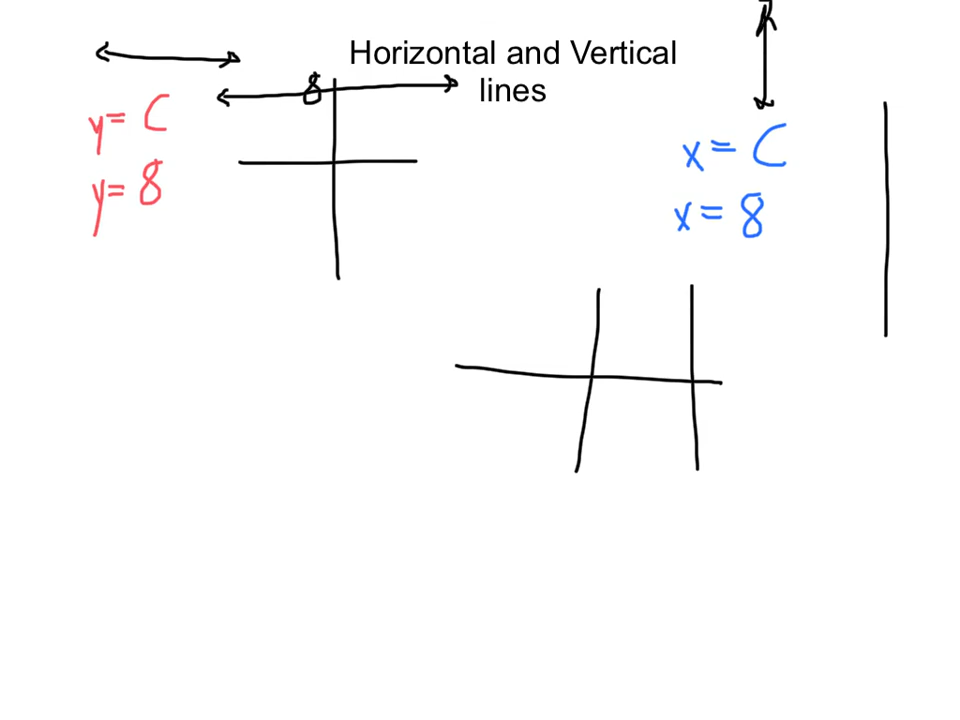 Horizontal and Vertical
lines
8
y = C
y = 8
x = C
x = 8